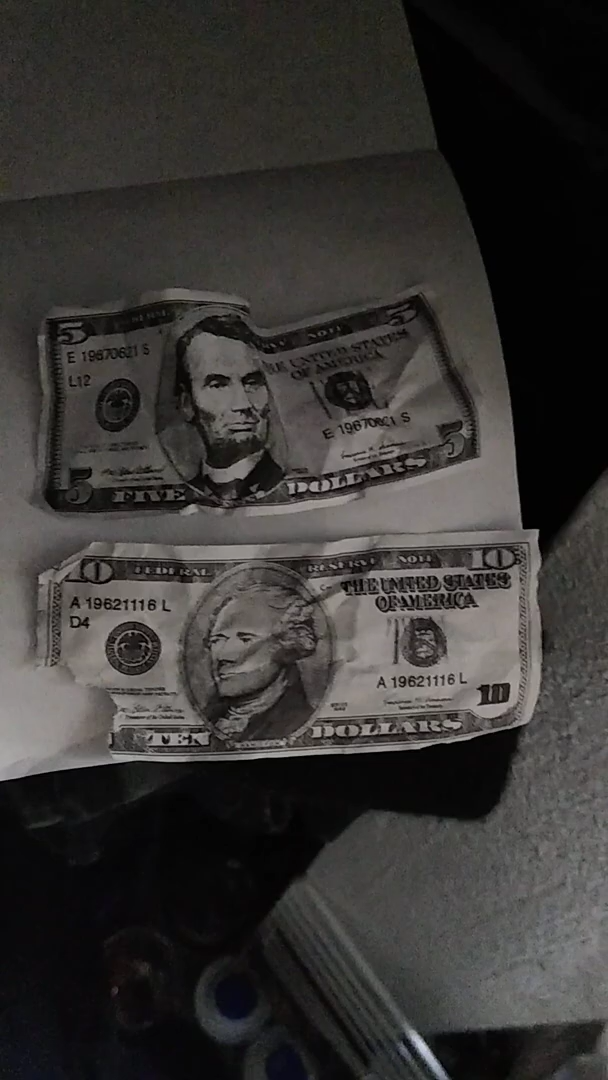 5 FEDERAL RESERVE NOTE 5
E 19670621 S
THE UNITED STATES
OF AMERICA
L12
E 19670621 S
5 5
FIVE DOLLARS
10 FEDERAL RESERVE NOTE 10
THE UNITED STATES
OF AMERICA
A 19621116 L
D4
A 19621116 L
10
TEN DOLLARS